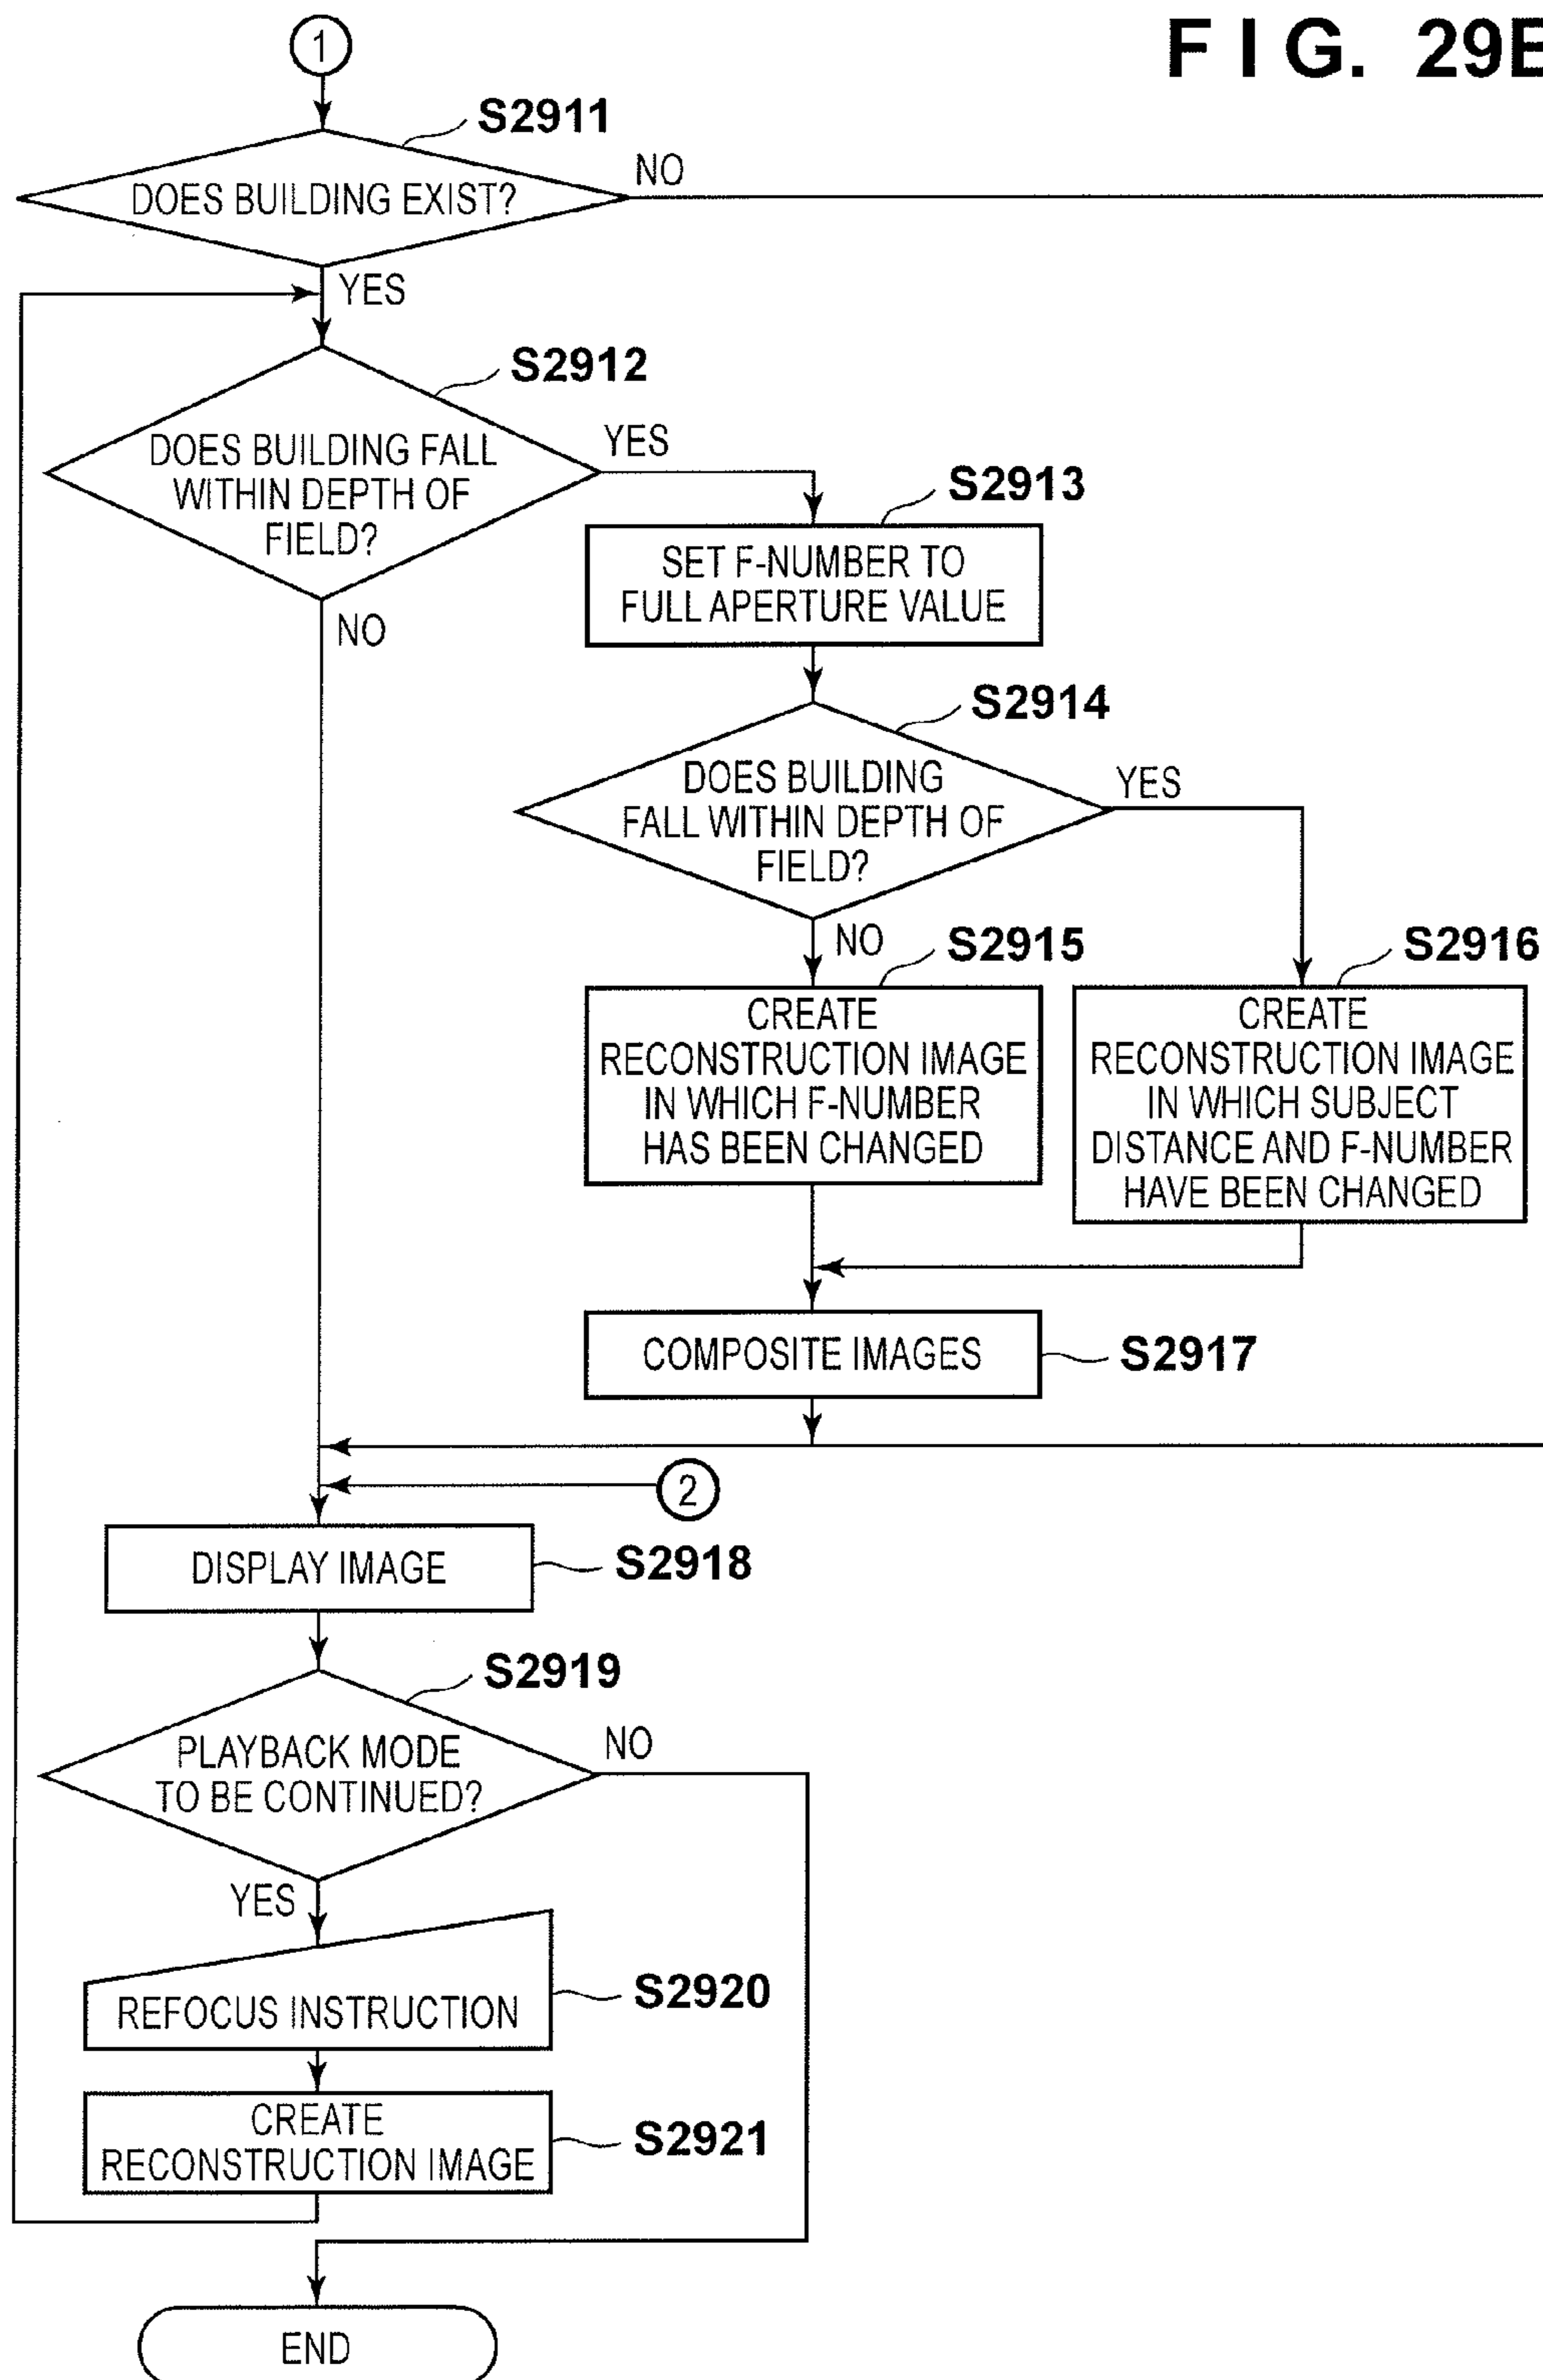 FIG. 29B
1
S2911
DOES BUILDING EXIST?
NO
YES
S2912
DOES BUILDING FALL
WITHIN DEPTH OF
FIELD?
YES
NO
S2913
SET F-NUMBER TO
FULL APERTURE VALUE
S2914
DOES BUILDING
FALL WITHIN DEPTH OF
FIELD?
YES
NO
S2915
CREATE
RECONSTRUCTION IMAGE
IN WHICH F-NUMBER
HAS BEEN CHANGED
S2916
CREATE
RECONSTRUCTION IMAGE
IN WHICH SUBJECT
DISTANCE AND F-NUMBER
HAVE BEEN CHANGED
COMPOSITE IMAGES
S2917
2
DISPLAY IMAGE
S2918
S2919
PLAYBACK MODE
TO BE CONTINUED?
NO
YES
REFOCUS INSTRUCTION
S2920
CREATE
RECONSTRUCTION IMAGE
S2921
END